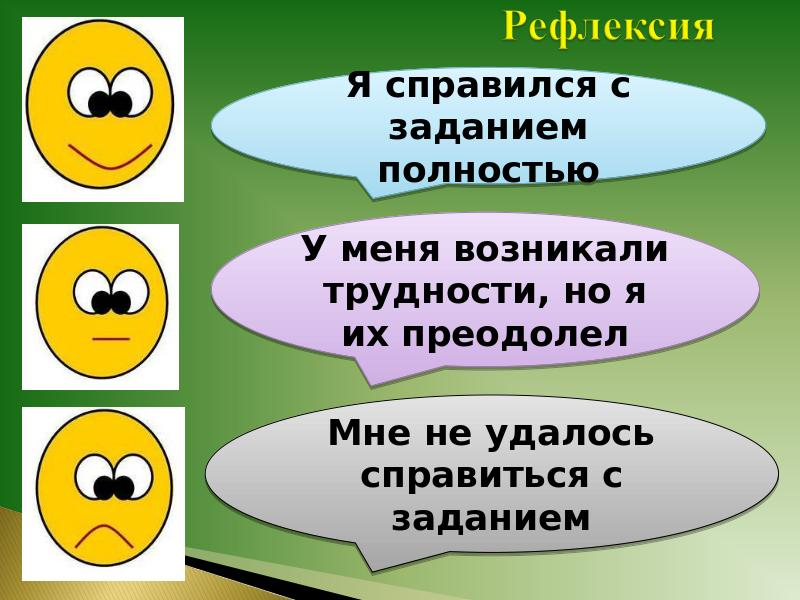 Рефлексия
Я справился с
заданием
полностью
У меня возникали
трудности, но я
их преодолел
Мне не удалось
справиться с
заданием